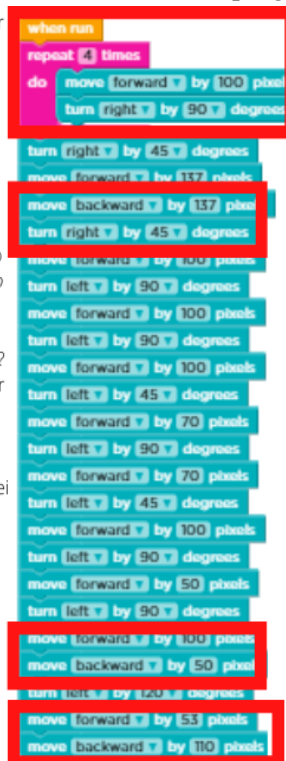 when run
repeat 4 times
do move forward by 100 pixel
turn right by 90 degrees
turn right by 45 degrees
move forward by 137 pixels
move backward by 137 pixe
turn right by 45 degrees
move forward by 100 pixels
turn left by 90 degrees
move forward by 100 pixels
turn left by 90 degrees
move forward by 100 pixels
turn left by 45 degrees
move forward by 70 pixels
turn left by 90 degrees
move forward by 70 pixels
turn left by 45 degrees
move forward by 100 pixels
turn left by 90 degrees
move forward by 50 pixels
turn left by 90 degrees
move forward by 100 pixels
move backward by 50 pixel
turn left by 120 degrees
move forward by 53 pixels
move backward by 110 pixels